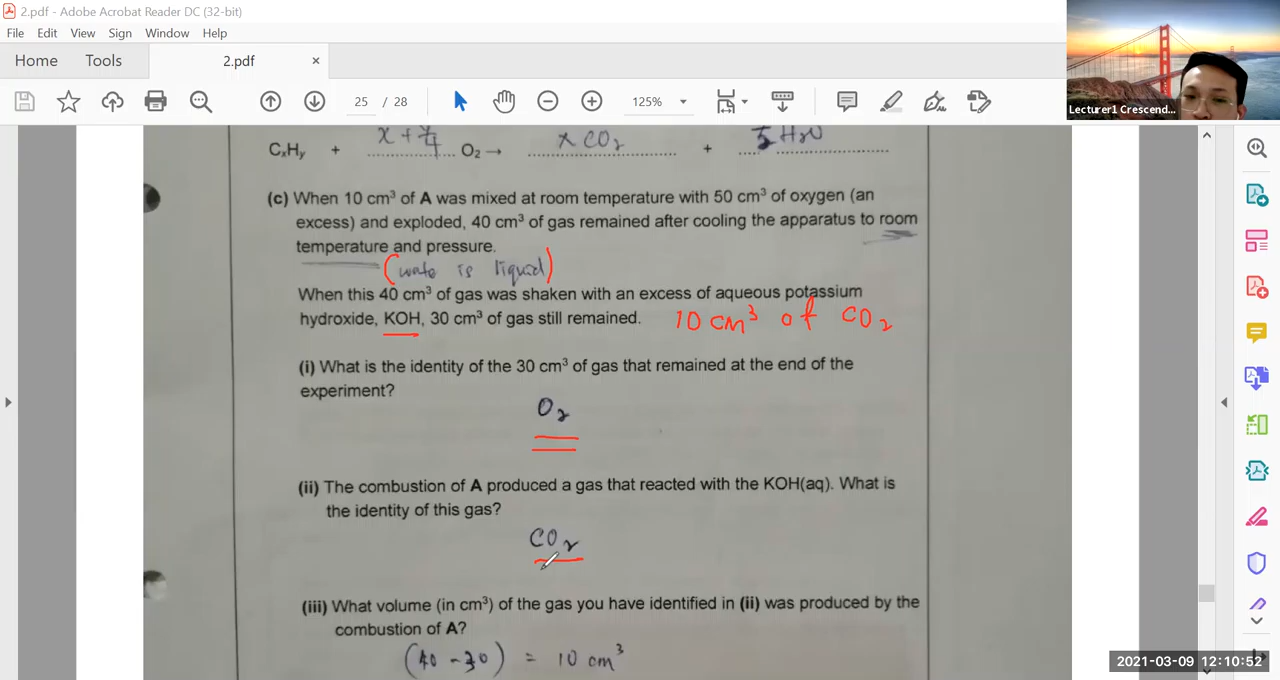 2.pdf - Adobe Acrobat Reader DC (32-bit)
File Edit View Sign Window Help
Home Tools 2.pdf ×
25 / 28 125%
Lecturer1 Crescend...
CxHy + x + y/4 O₂ → x CO₂ + H₂O
(c) When 10 cm³ of A was mixed at room temperature with 50 cm³ of oxygen (an
excess) and exploded, 40 cm³ of gas remained after cooling the apparatus to room
temperature and pressure.
(wate is liquid)
When this 40 cm³ of gas was shaken with an excess of aqueous potassium
hydroxide, KOH, 30 cm³ of gas still remained. 10 cm³ of CO₂
(i) What is the identity of the 30 cm³ of gas that remained at the end of the
experiment?
O₂
(ii) The combustion of A produced a gas that reacted with the KOH(aq). What is
the identity of this gas?
CO₂
(iii) What volume (in cm³) of the gas you have identified in (ii) was produced by the
combustion of A?
(40 - 30) = 10 cm³
2021-03-09 12:10:52